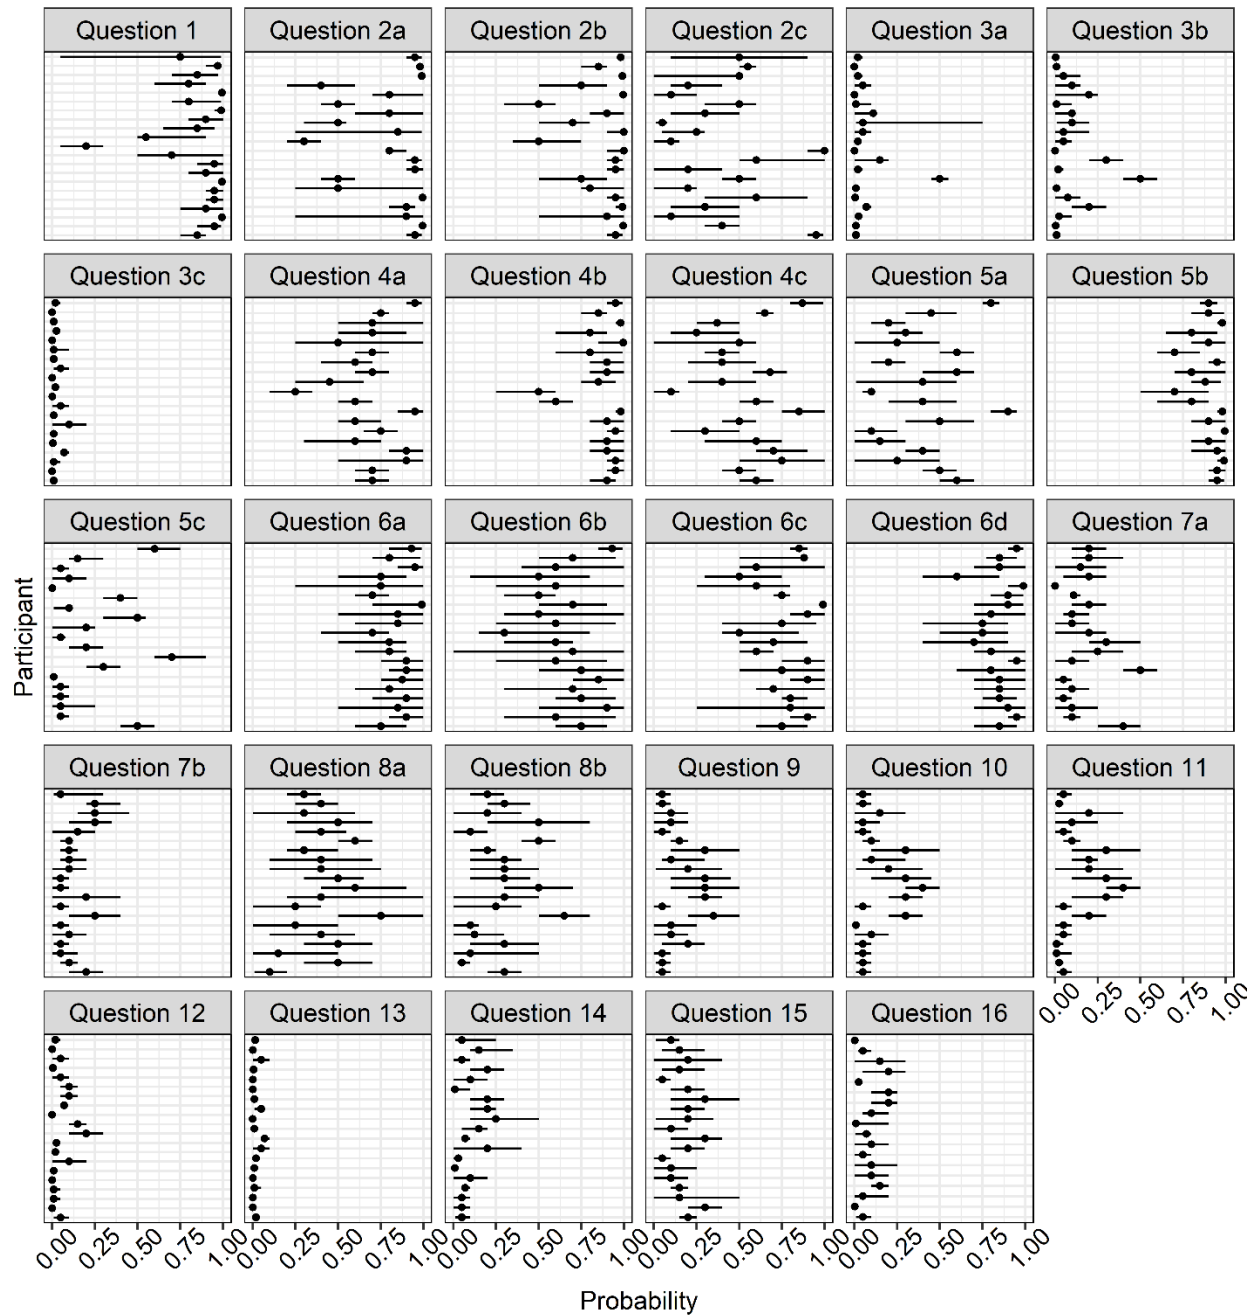 Question 1
Question 2a
Question 2b
Question 2c
Question 3a
Question 3b
Question 3c
Question 4a
Question 4b
Question 4c
Question 5a
Question 5b
Question 5c
Question 6a
Question 6b
Question 6c
Question 6d
Question 7a
Question 7b
Question 8a
Question 8b
Question 9
Question 10
Question 11
Question 12
Question 13
Question 14
Question 15
Question 16
Participant
0.00 0.25 0.50 0.75 1.00
0.00 0.25 0.50 0.75 1.00
0.00 0.25 0.50 0.75 1.00
0.00 0.25 0.50 0.75 1.00
0.00 0.25 0.50 0.75 1.00
0.00 0.25 0.50 0.75 1.00
Probability